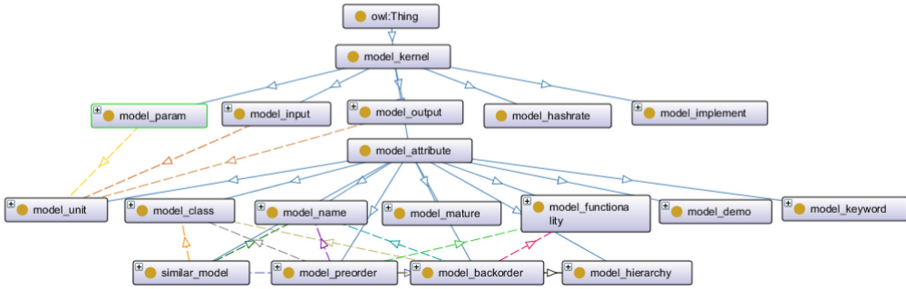 owl:Thing
model_kernel
model_param
model_input
model_output
model_hashrate
model_implement
model_attribute
model_unit
model_class
model_name
model_mature
model_functiona
lity
model_demo
model_keyword
similar_model
model_preorder
model_backorder
model_hierarchy